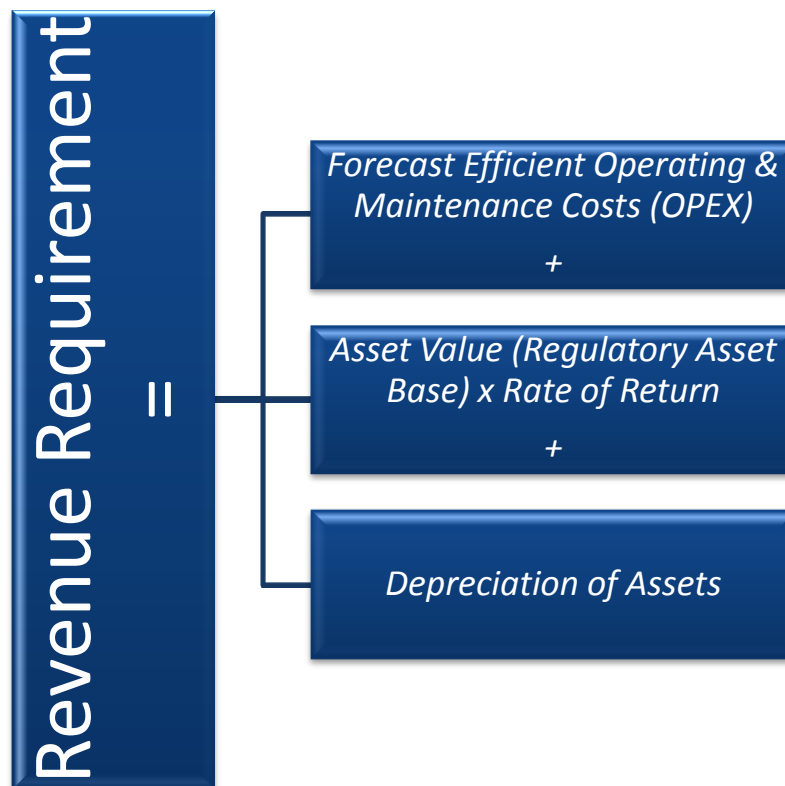 Revenue Requirement
=
Forecast Efficient Operating &
Maintenance Costs (OPEX)
+
Asset Value (Regulatory Asset
Base) x Rate of Return
+
Depreciation of Assets